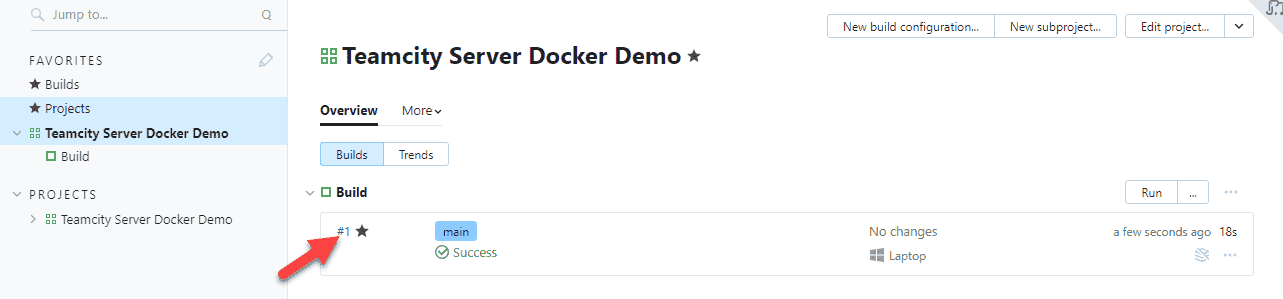 Jump to...
FAVORITES
Builds
Projects
Teamcity Server Docker Demo
Build
PROJECTS
Teamcity Server Docker Demo
New build configuration...
New subproject...
Edit project...
Teamcity Server Docker Demo
Overview
More
Builds
Trends
Build
Run
...
#1
main
No changes
a few seconds ago
18s
Success
Laptop